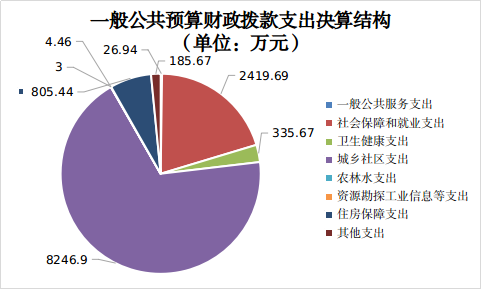 一般公共预算财政拨款支出决算结构
（单位：万元）
4.46
26.94
185.67
3
2419.69
805.44
335.67
8246.9
一般公共服务支出
社会保障和就业支出
卫生健康支出
城乡社区支出
农林水支出
资源勘探工业信息等支出
住房保障支出
其他支出